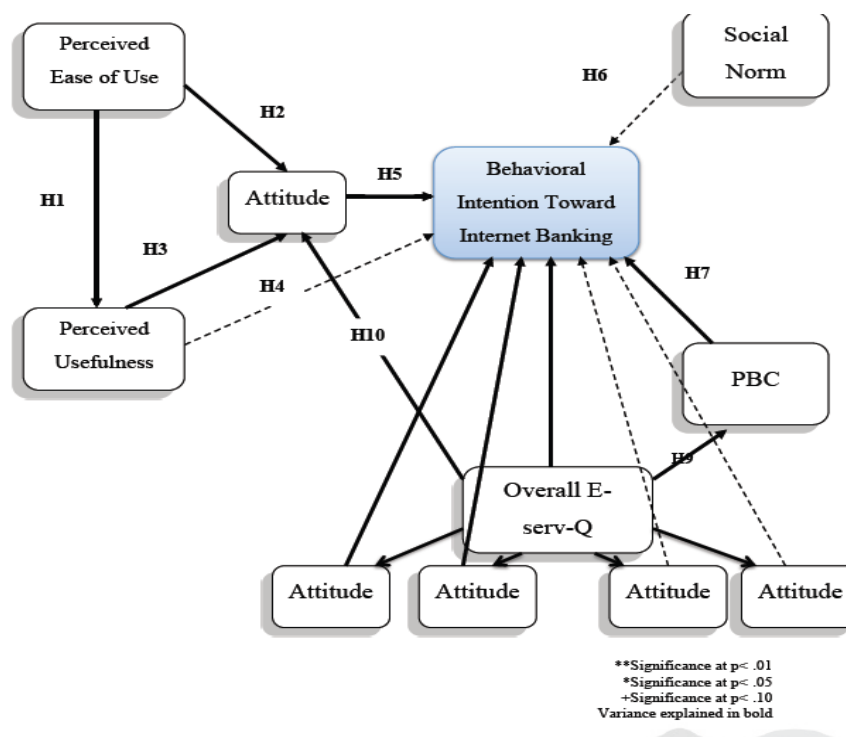 Perceived
Ease of Use
Social
Norm
H6
H2
Behavioral
Intention Toward
Internet Banking
H5
Attitude
H1
H3
H4
H7
Perceived
Usefulness
H10
PBC
H9
Overall E-
serv-Q
Attitude
Attitude
Attitude
Attitude
**Significance at p< .01
*Significance at p< .05
+Significance at p< .10
Variance explained in bold